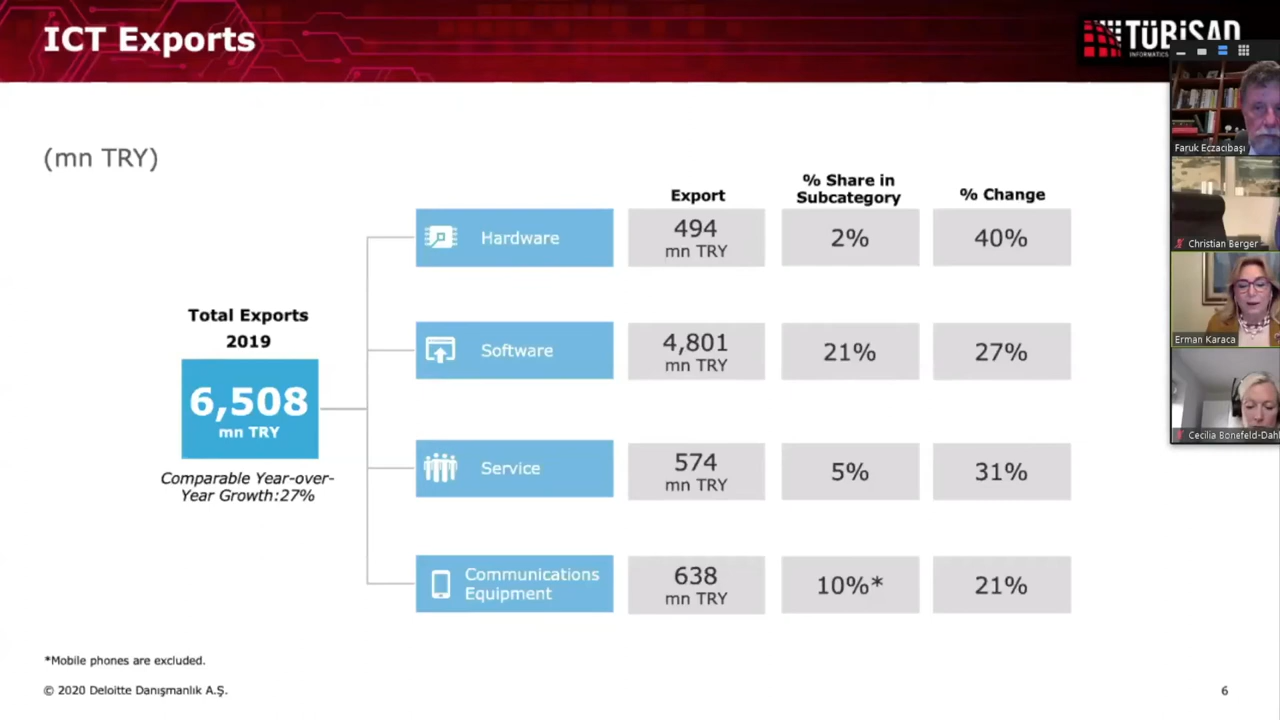 ICT Exports
TÜBİSAD
INFORMATICS
(mn TRY)
Export
% Share in
Subcategory
% Change
Hardware
494
mn TRY
2%
40%
Total Exports
2019
6,508
mn TRY
Comparable Year-over-
Year Growth:27%
Software
4,801
mn TRY
21%
27%
Service
574
mn TRY
5%
31%
Communications
Equipment
638
mn TRY
10%*
21%
*Mobile phones are excluded.
© 2020 Deloitte Danışmanlık A.Ş.
6
Faruk Eczacıbaşı
Christian Berger
Erman Karaca
Cecilia Bonefeld-Dahl